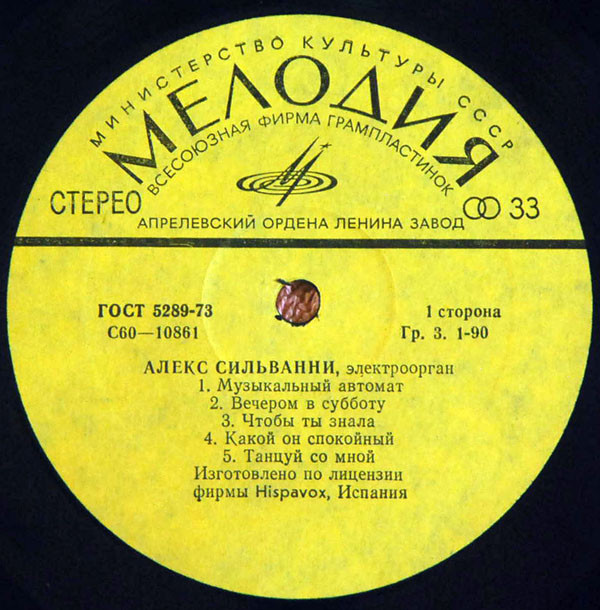 МИНИСТЕРСТВО КУЛЬТУРЫ СССР
МЕЛОДИЯ
ВСЕСОЮЗНАЯ ФИРМА ГРАМПЛАСТИНОК
СТЕРЕО
33
АПРЕЛЕВСКИЙ ОРДЕНА ЛЕНИНА ЗАВОД
ГОСТ 5289-73
1 сторона
С60—10861
Гр. 3. 1-90
АЛЕКС СИЛЬВАННИ, электроорган
1. Музыкальный автомат
2. Вечером в субботу
3. Чтобы ты знала
4. Какой он спокойный
5. Танцуй со мной
Изготовлено по лицензии
фирмы Hispavox, Испания